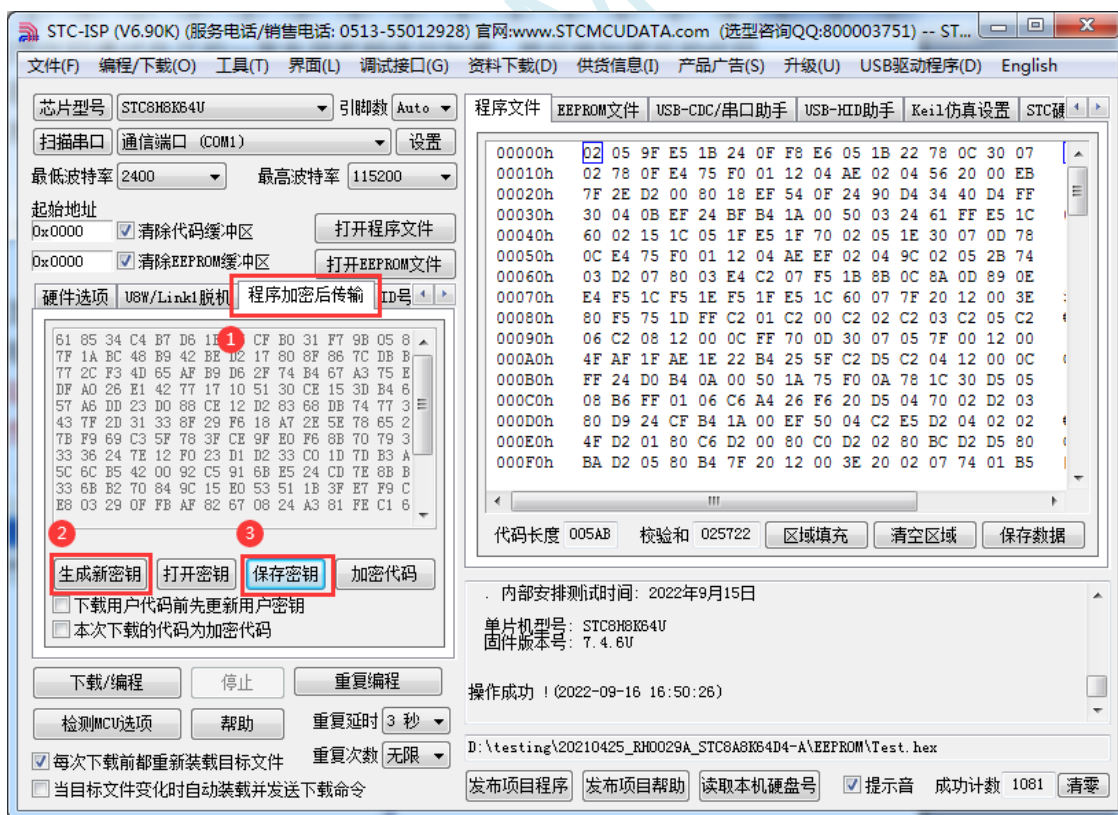 STC-ISP (V6.90K) (服务电话/销售电话: 0513-55012928) 官网:www.STCMCUDATA.com (选型咨询QQ:800003751) -- ST...
文件(F) 编程/下载(O) 工具(T) 界面(L) 调试接口(G) 资料下载(D) 供货信息(I) 产品广告(S) 升级(U) USB驱动程序(D) English
芯片型号 STC8H8K64U 引脚数 Auto
扫描串口 通信端口 (COM1) 设置
最低波特率 2400 最高波特率 115200
起始地址
0x0000 清除代码缓冲区 打开程序文件
0x0000 清除EEPROM缓冲区 打开EEPROM文件
硬件选项 U8W/Link1脱机 程序加密后传输 ID号
1
61 85 34 C4 B7 D6 CF B0 31 F7 9B 05 8
7F 1A BC 48 B9 42 BE D2 17 80 8F 86 7C DB B
77 2C F3 4D 65 AF B9 D6 2F 74 B4 67 A3 75 E
DF A0 26 E1 42 77 17 10 51 30 CE 15 3D B4 6
57 A6 DD 23 D0 88 CE 12 D2 83 68 DB 74 77 3
43 7F 2D 31 33 8F 29 F6 18 A7 2E 5E 78 65 2
7B F9 69 C3 5F 78 3F CE 9F E0 F6 8B 70 79 3
33 36 24 7E 12 F0 23 D1 D2 33 C0 1D 7D B3 A
5C 6C B5 42 00 92 C5 91 6B E5 24 CD 7E 8B B
33 6B B2 70 84 9C 15 E0 53 51 1B 3F E7 F9 C
E8 03 29 0F FB AF 82 67 08 24 A3 81 FE C1 6
2 3
生成新密钥 打开密钥 保存密钥 加密代码
下载用户代码前先更新用户密钥
本次下载的代码为加密代码
下载/编程 停止 重复编程
检测MCU选项 帮助 重复延时 3 秒
每次下载前都重新装载目标文件 重复次数 无限
当目标文件变化时自动装载并发送下载命令
程序文件 EEPROM文件 USB-CDC/串口助手 USB-HID助手 Keil仿真设置 STC硬
00000h 02 05 9F E5 1B 24 0F F8 E6 05 1B 22 78 0C 30 07
00010h 02 78 0F E4 75 F0 01 12 04 AE 02 04 56 20 00 EB
00020h 7F 2E D2 00 80 18 EF 54 0F 24 90 D4 34 40 D4 FF
00030h 30 04 0B EF 24 BF B4 1A 00 50 03 24 61 FF E5 1C
00040h 60 02 15 1C 05 1F E5 1F 70 02 05 1E 30 07 0D 78
00050h 0C E4 75 F0 01 12 04 AE EF 02 04 9C 02 05 2B 74
00060h 03 D2 07 80 03 E4 C2 07 F5 1B 8B 0C 8A 0D 89 0E
00070h E4 F5 1C F5 1E F5 1F E5 1C 60 07 7F 20 12 00 3E
00080h 80 F5 75 1D FF C2 01 C2 00 C2 02 C2 03 C2 05 C2
00090h 06 C2 08 12 00 0C FF 70 0D 30 07 05 7F 00 12 00
000A0h 4F AF 1F AE 1E 22 B4 25 5F C2 D5 C2 04 12 00 0C
000B0h FF 24 D0 B4 0A 00 50 1A 75 F0 0A 78 1C 30 D5 05
000C0h 08 B6 FF 01 06 C6 A4 26 F6 20 D5 04 70 02 D2 03
000D0h 80 D9 24 CF B4 1A 00 EF 50 04 C2 E5 D2 04 02 02
000E0h 4F D2 01 80 C6 D2 00 80 C0 D2 02 80 BC D2 D5 80
000F0h BA D2 05 80 B4 7F 20 12 00 3E 20 02 07 74 01 B5
代码长度 005AB 校验和 025722 区域填充 清空区域 保存数据
. 内部安排测试时间: 2022年9月15日
单片机型号: STC8H8K64U
固件版本号: 7.4.6U
操作成功 !(2022-09-16 16:50:26)
D:\testing\20210425_RH0029A_STC8A8K64D4-A\EEPROM\Test.hex
发布项目程序 发布项目帮助 读取本机硬盘号 提示音 成功计数 1081 清零